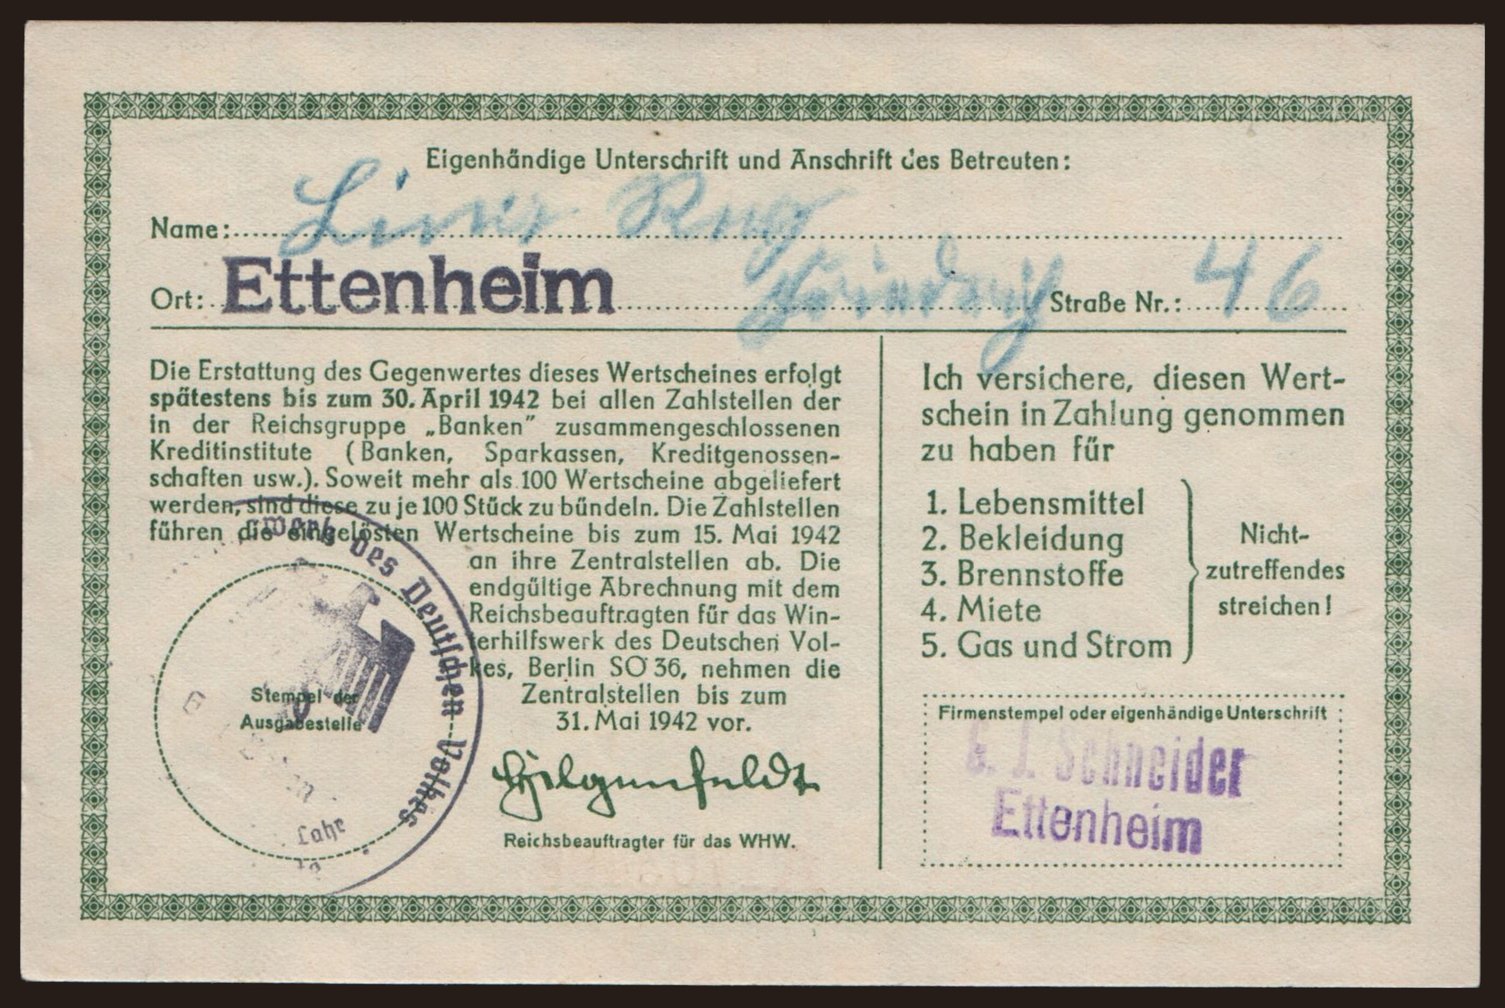 Eigenhändige Unterschrift und Anschrift des Betreuten:
Name:
Ort: Ettenheim Straße Nr.: 46
Die Erstattung des Gegenwertes dieses Wertscheines erfolgt
spätestens bis zum 30. April 1942 bei allen Zahlstellen der
in der Reichsgruppe „Banken” zusammengeschlossenen
Kreditinstitute (Banken, Sparkassen, Kreditgenossen-
schaften usw.). Soweit mehr als 100 Wertscheine abgeliefert
werden, sind diese zu je 100 Stück zu bündeln. Die Zahlstellen
führen die eingelösten Wertscheine bis zum 15. Mai 1942
an ihre Zentralstellen ab. Die
endgültige Abrechnung mit dem
Reichsbeauftragten für das Win-
terhilfswerk des Deutschen Vol-
kes, Berlin SO 36, nehmen die
Zentralstellen bis zum
31. Mai 1942 vor.
Hilgenfeldt
Reichsbeauftragter für das WHW.
Stempel der
Ausgabestelle
des Deutschen Volkes
Lahr
Ich versichere, diesen Wert-
schein in Zahlung genommen
zu haben für
1. Lebensmittel
2. Bekleidung
3. Brennstoffe
4. Miete
5. Gas und Strom
Nicht-
zutreffendes
streichen!
Firmenstempel oder eigenhändige Unterschrift
G. J. Schneider
Ettenheim